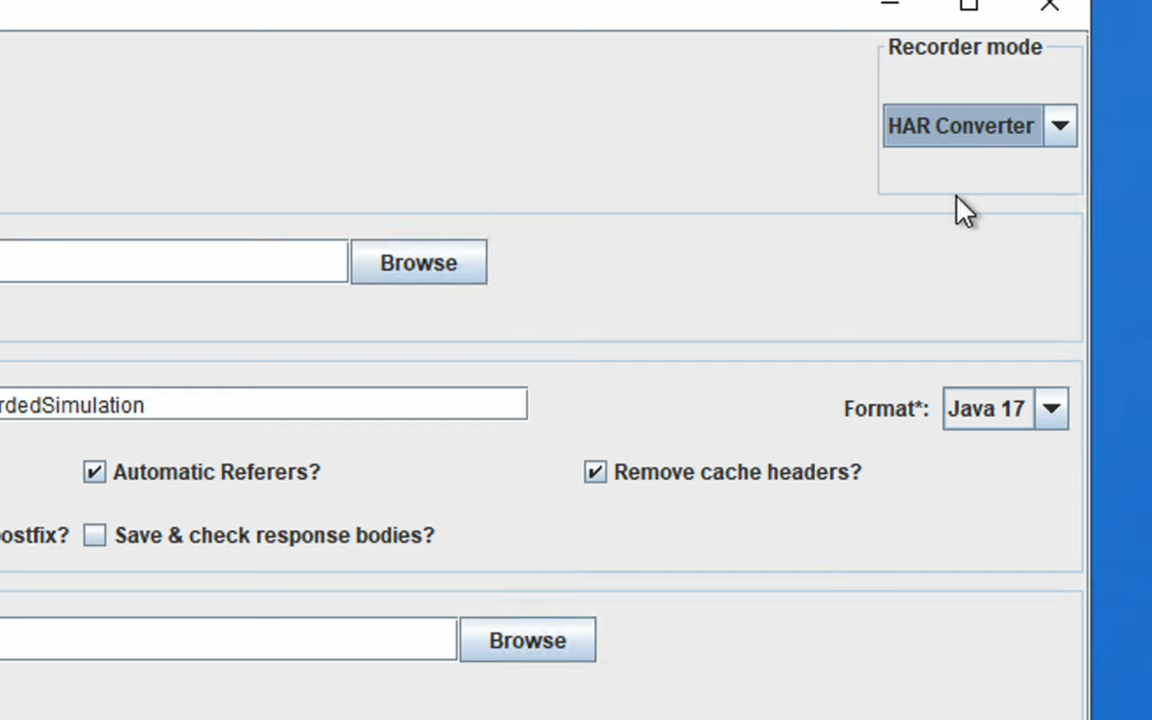 Recorder mode
HAR Converter
Browse
rdedSimulation
Format*: Java 17
Automatic Referers? Remove cache headers?
ostfix? Save & check response bodies?
Browse